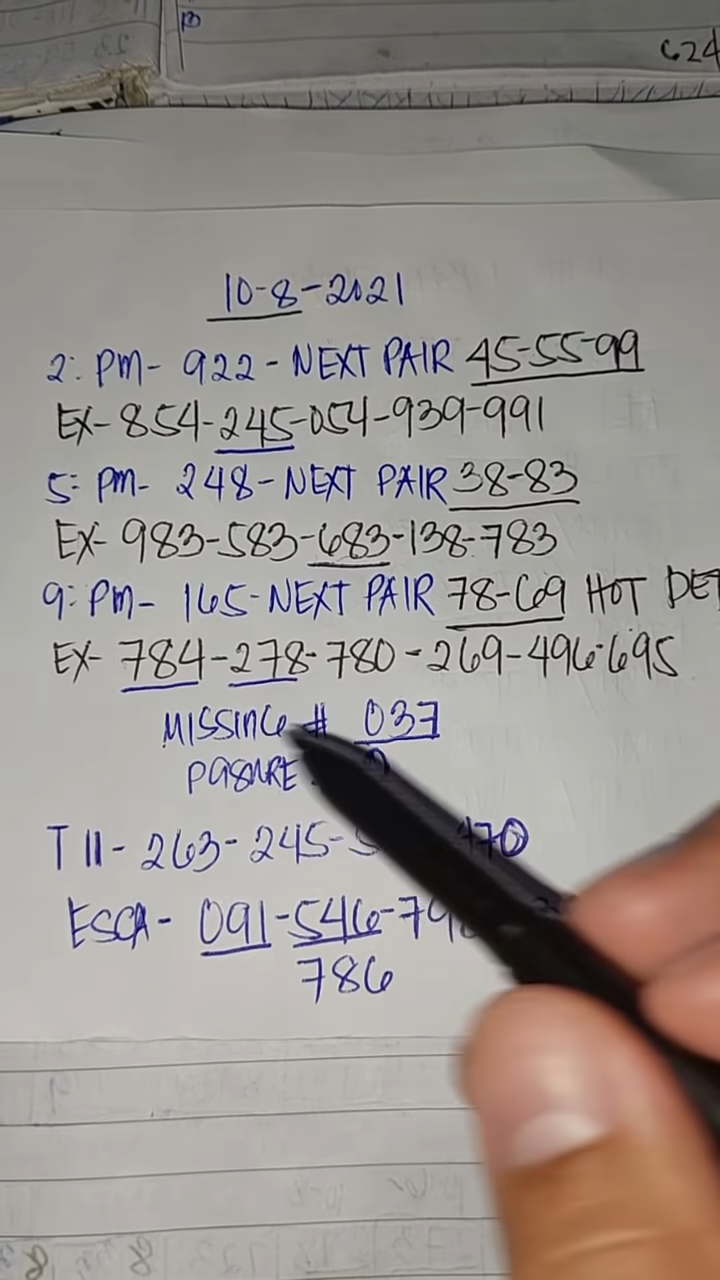 624
10-8-2021
2: PM- 922 - NEXT PAIR 45-55-99
EX- 854-245-054-939-991
5: PM- 248- NEXT PAIR 38-83
EX- 983-583-683-138-783
9: PM- 165- NEXT PAIR 78-69 HOT DET
EX- 784-278-780-269-496-695
MISSING # 037
T11- 263-245-
ESCA- 091-546-
786